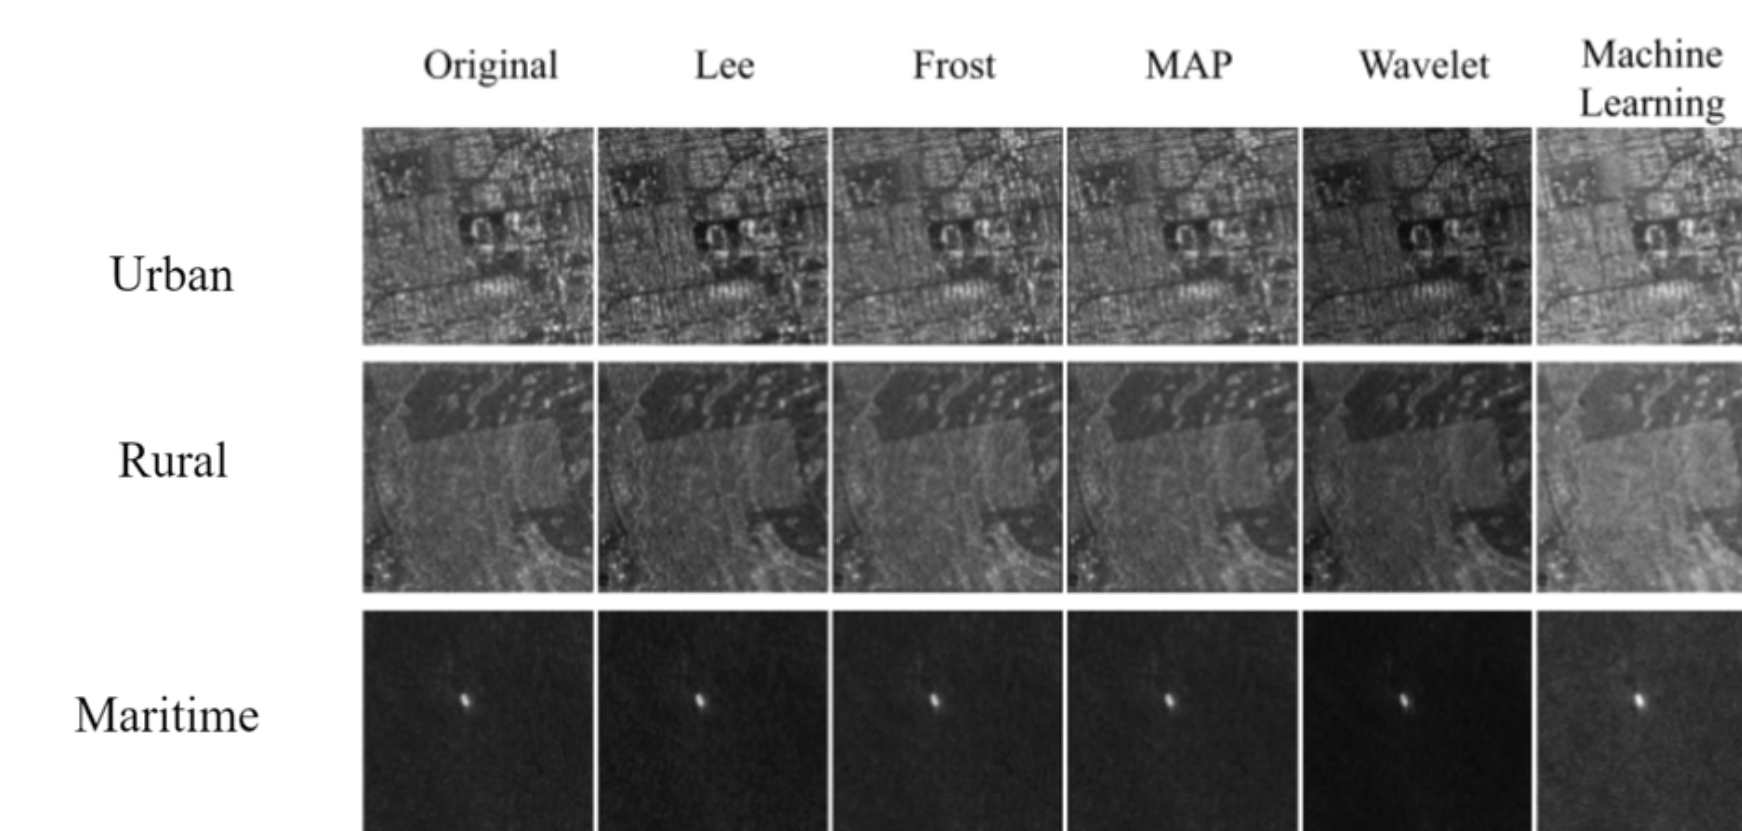 Original Lee Frost MAP Wavelet Machine
Learning
Urban
Rural
Maritime